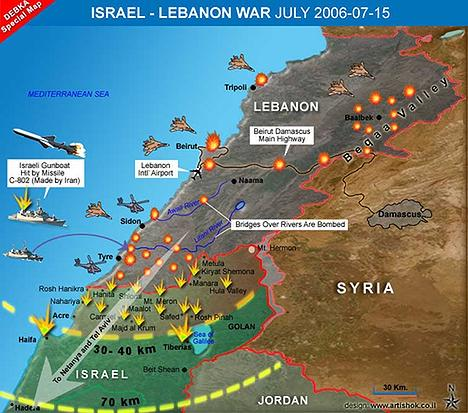 DEBKA
Special Map
ISRAEL - LEBANON WAR JULY 2006-07-15
MEDITERRANEAN SEA
Tripoli
LEBANON
Baalbek
Beqaa Valley
Beirut
Beirut Damascus
Main Highway
Israeli Gunboat
Hit by Missile
C-802 (Made by Iran)
Lebanon
Intl' Airport
Naama
Damascus
Sidon
Awali River
Litani River
Bridges Over Rivers Are Bombed
Tyre
Mt. Hermon
Metula
Kiryat Shemona
Rosh Hanikra
Hanita
Manara
Hula Valley
SYRIA
Nahariya
Mt. Meron
Acre
Maalot
Safed
Rosh Pinah
Majd al Krum
GOLAN
Haifa
30- 40 km
Tiberias
Sea of
Galilee
To Netanya and Tel Aviv
ISRAEL
Beit Shean
70 km
JORDAN
30 Km.
Hadera
design: www.artishok.co.il